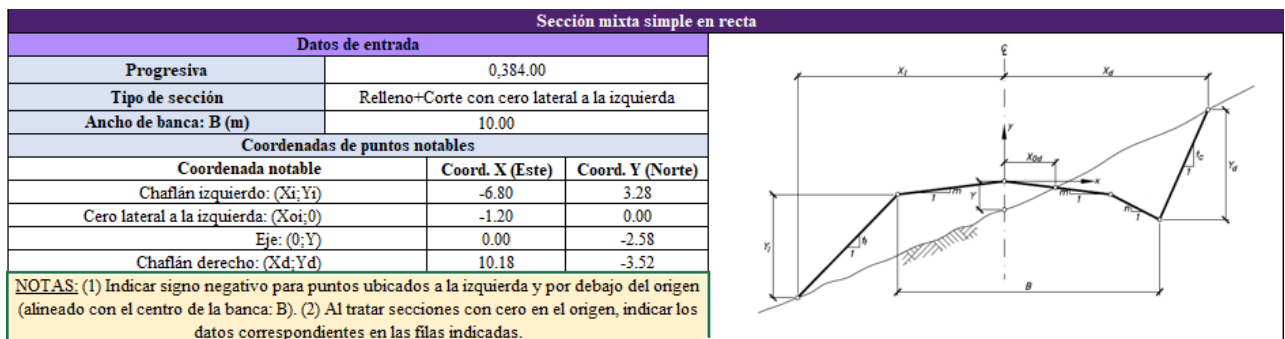 Sección mixta simple en recta
Datos de entrada
Progresiva 0,384.00
Tipo de sección Relleno+Corte con cero lateral a la izquierda
Ancho de banca: B (m) 10.00
Coordenadas de puntos notables
Coordenada notable Coord. X (Este) Coord. Y (Norte)
Chaflán izquierdo: (Xi;Yi) -6.80 3.28
Cero lateral a la izquierda: (Xoi;0) -1.20 0.00
Eje: (0;Y) 0.00 -2.58
Chaflán derecho: (Xd;Yd) 10.18 -3.52
NOTAS: (1) Indicar signo negativo para puntos ubicados a la izquierda y por debajo del origen
(alineado con el centro de la banca: B). (2) Al tratar secciones con cero en el origen, indicar los
datos correspondientes en las filas indicadas.
℄
Xi Xd
y
X0d
x
Y
m 1
m 1
n 1
tc 1
Yd
Yi
1
B